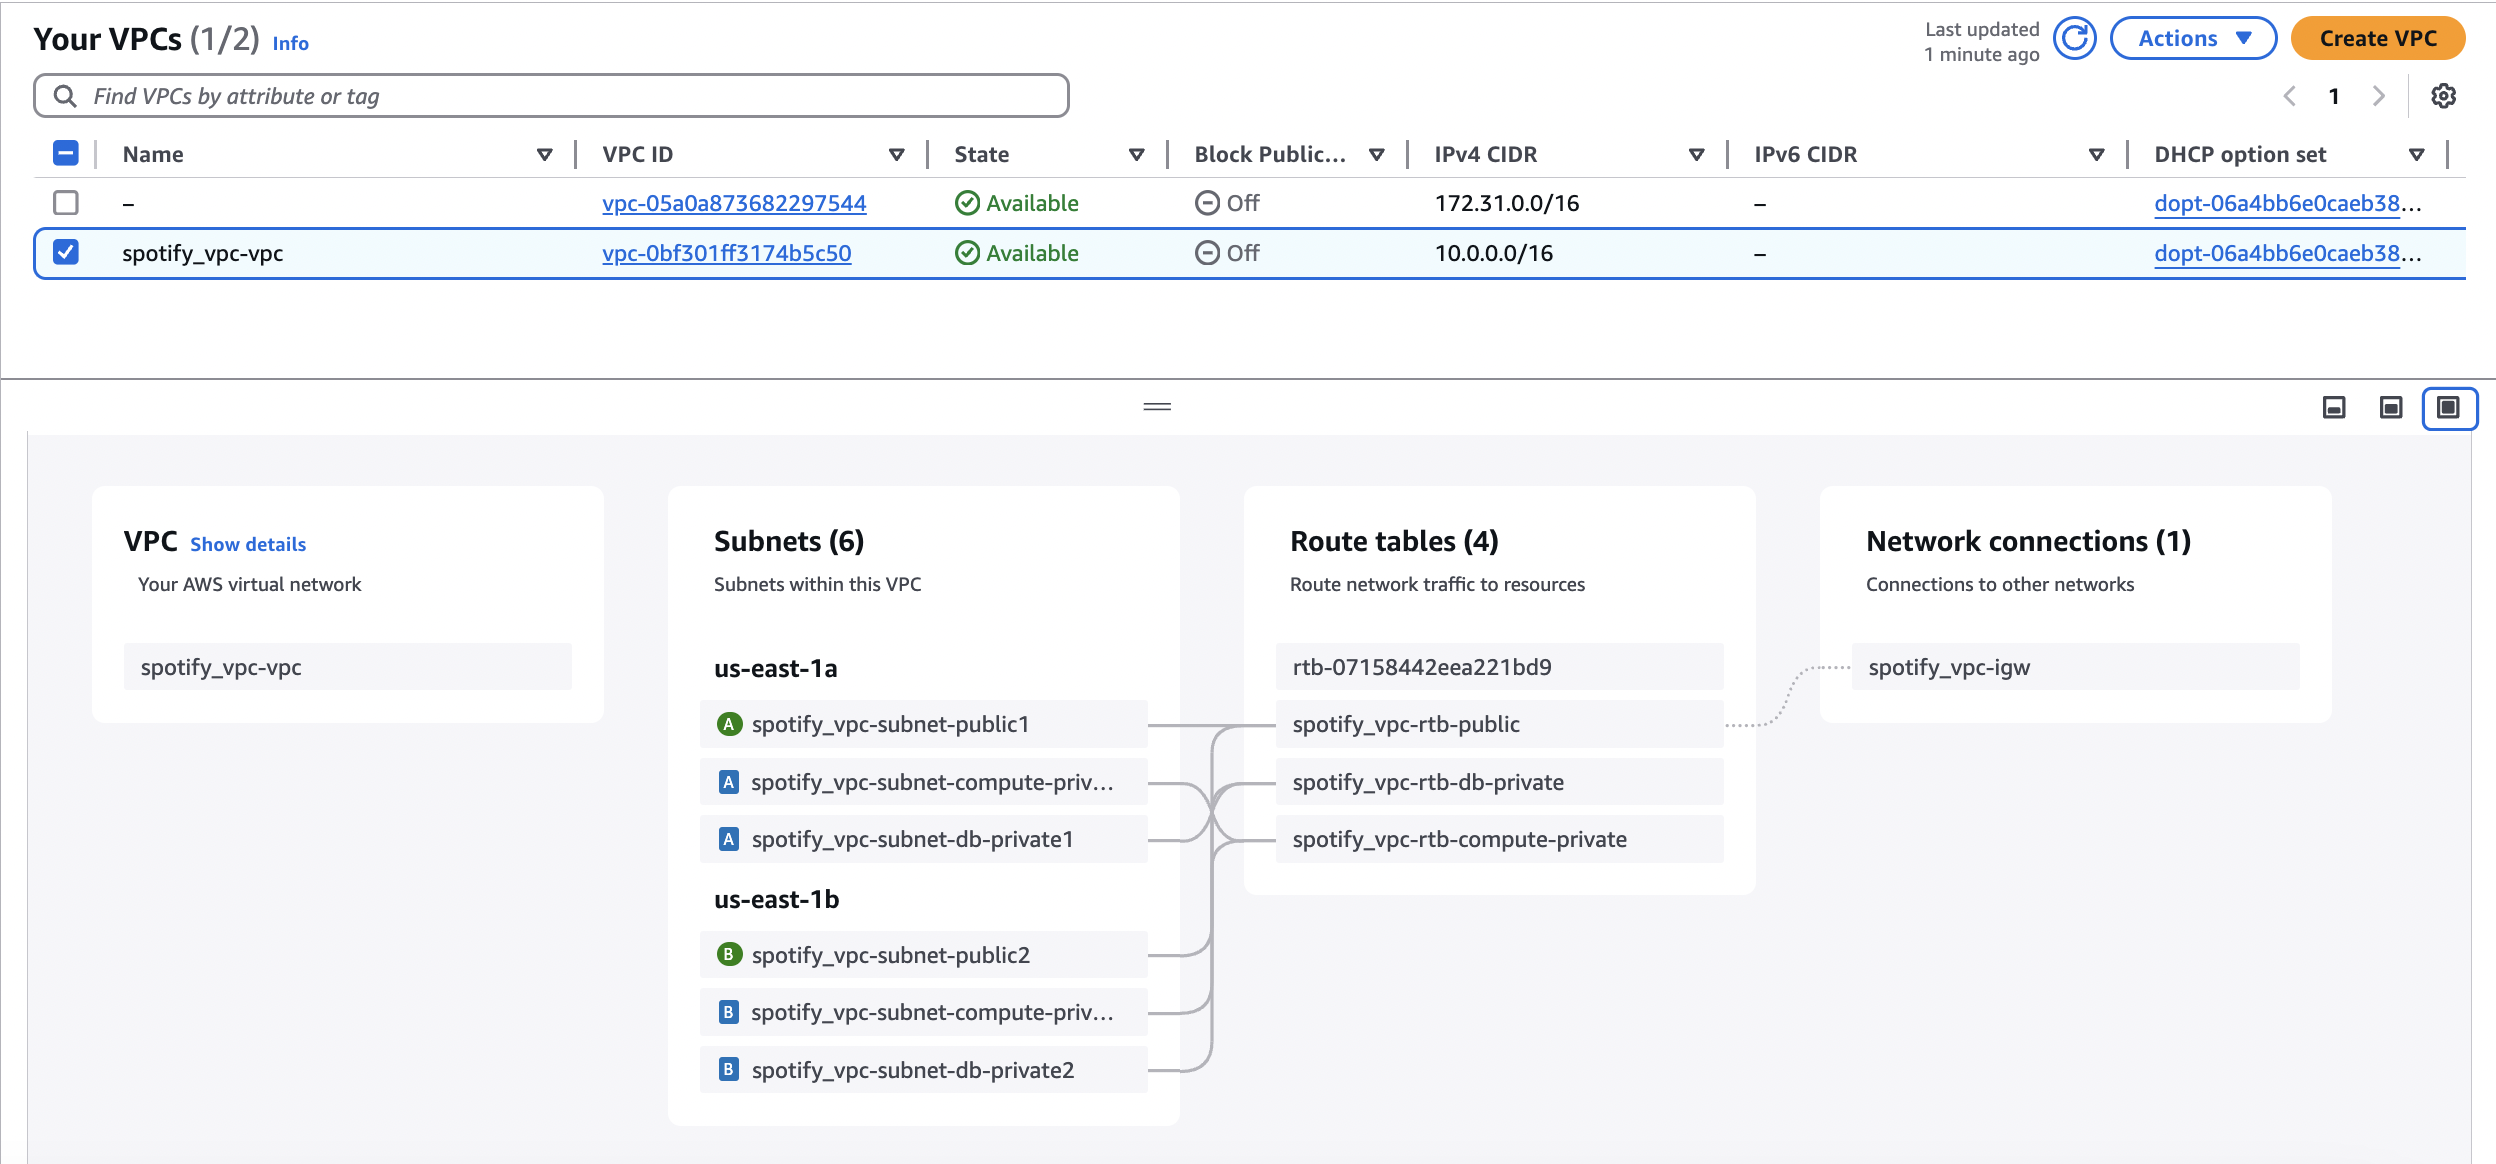 Your VPCs (1/2) Info
Last updated
1 minute ago
Actions
Create VPC
Find VPCs by attribute or tag
1
Name VPC ID State Block Public... IPv4 CIDR IPv6 CIDR DHCP option set
– vpc-05a0a873682297544 Available Off 172.31.0.0/16 – dopt-06a4bb6e0caeb38...
spotify_vpc-vpc vpc-0bf301ff3174b5c50 Available Off 10.0.0.0/16 – dopt-06a4bb6e0caeb38...
VPC Show details
Your AWS virtual network
spotify_vpc-vpc
Subnets (6)
Subnets within this VPC
us-east-1a
A spotify_vpc-subnet-public1
A spotify_vpc-subnet-compute-priv...
A spotify_vpc-subnet-db-private1
us-east-1b
B spotify_vpc-subnet-public2
B spotify_vpc-subnet-compute-priv...
B spotify_vpc-subnet-db-private2
Route tables (4)
Route network traffic to resources
rtb-07158442eea221bd9
spotify_vpc-rtb-public
spotify_vpc-rtb-db-private
spotify_vpc-rtb-compute-private
Network connections (1)
Connections to other networks
spotify_vpc-igw